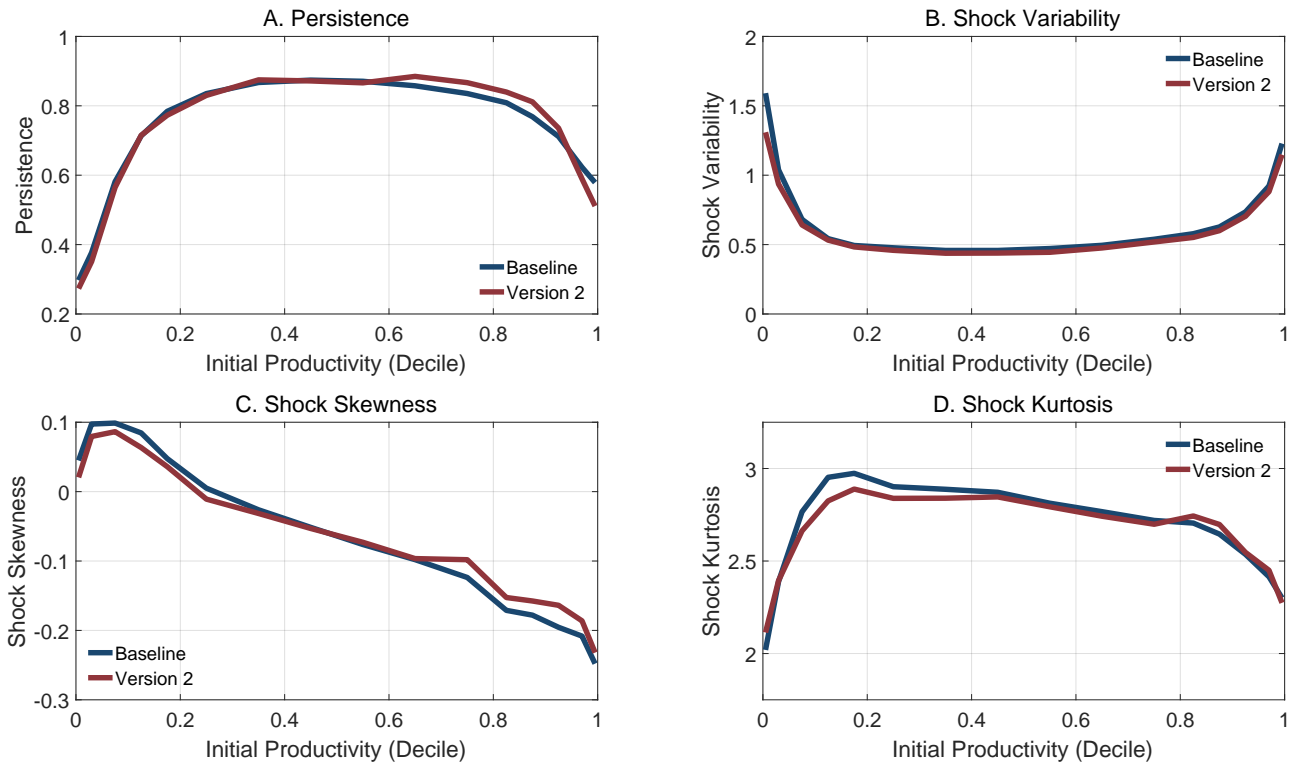 A. Persistence
1
0.8
0.6
0.4
0.2
Persistence
Baseline
Version 2
0 0.2 0.4 0.6 0.8 1
Initial Productivity (Decile)
B. Shock Variability
2
1.5
1
0.5
0
Shock Variability
Baseline
Version 2
0 0.2 0.4 0.6 0.8 1
Initial Productivity (Decile)
C. Shock Skewness
0.1
0
-0.1
-0.2
-0.3
Shock Skewness
Baseline
Version 2
0 0.2 0.4 0.6 0.8 1
Initial Productivity (Decile)
D. Shock Kurtosis
3
2.5
2
Shock Kurtosis
Baseline
Version 2
0 0.2 0.4 0.6 0.8 1
Initial Productivity (Decile)